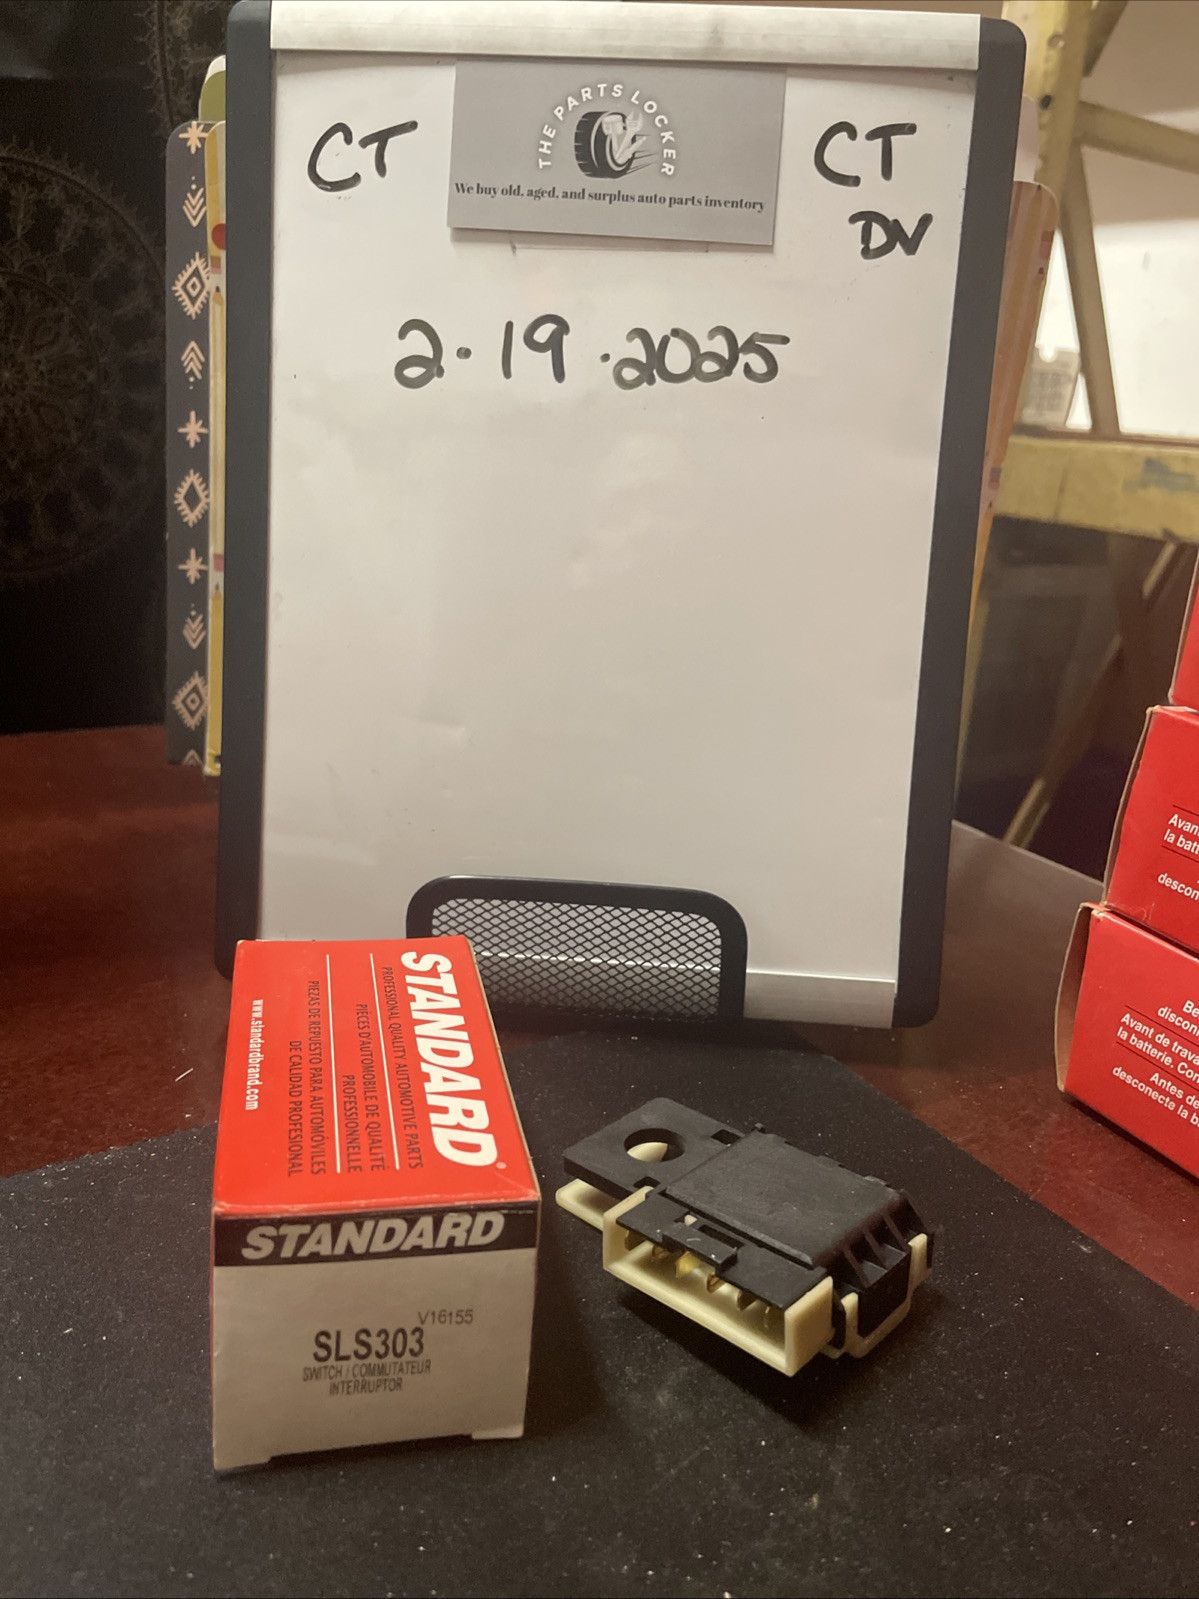 CT
THE PARTS LOCKER
We buy old, aged, and surplus auto parts inventory
CT
DV
2.19.2025
STANDARD®
PROFESSIONAL QUALITY AUTOMOTIVE PARTS
PIÈCES D'AUTOMOBILE DE QUALITÉ
PROFESSIONNELLE
PIEZAS DE REPUESTO PARA AUTOMÓVILES
DE CALIDAD PROFESIONAL
www.standardbrand.com
STANDARD
V16155
SLS303
SWITCH / COMMUTATEUR
INTERRUPTOR
Avan
la batt
descon
Be
discon
Avant de trava
la batterie. Con
Antes de
desconecte la b